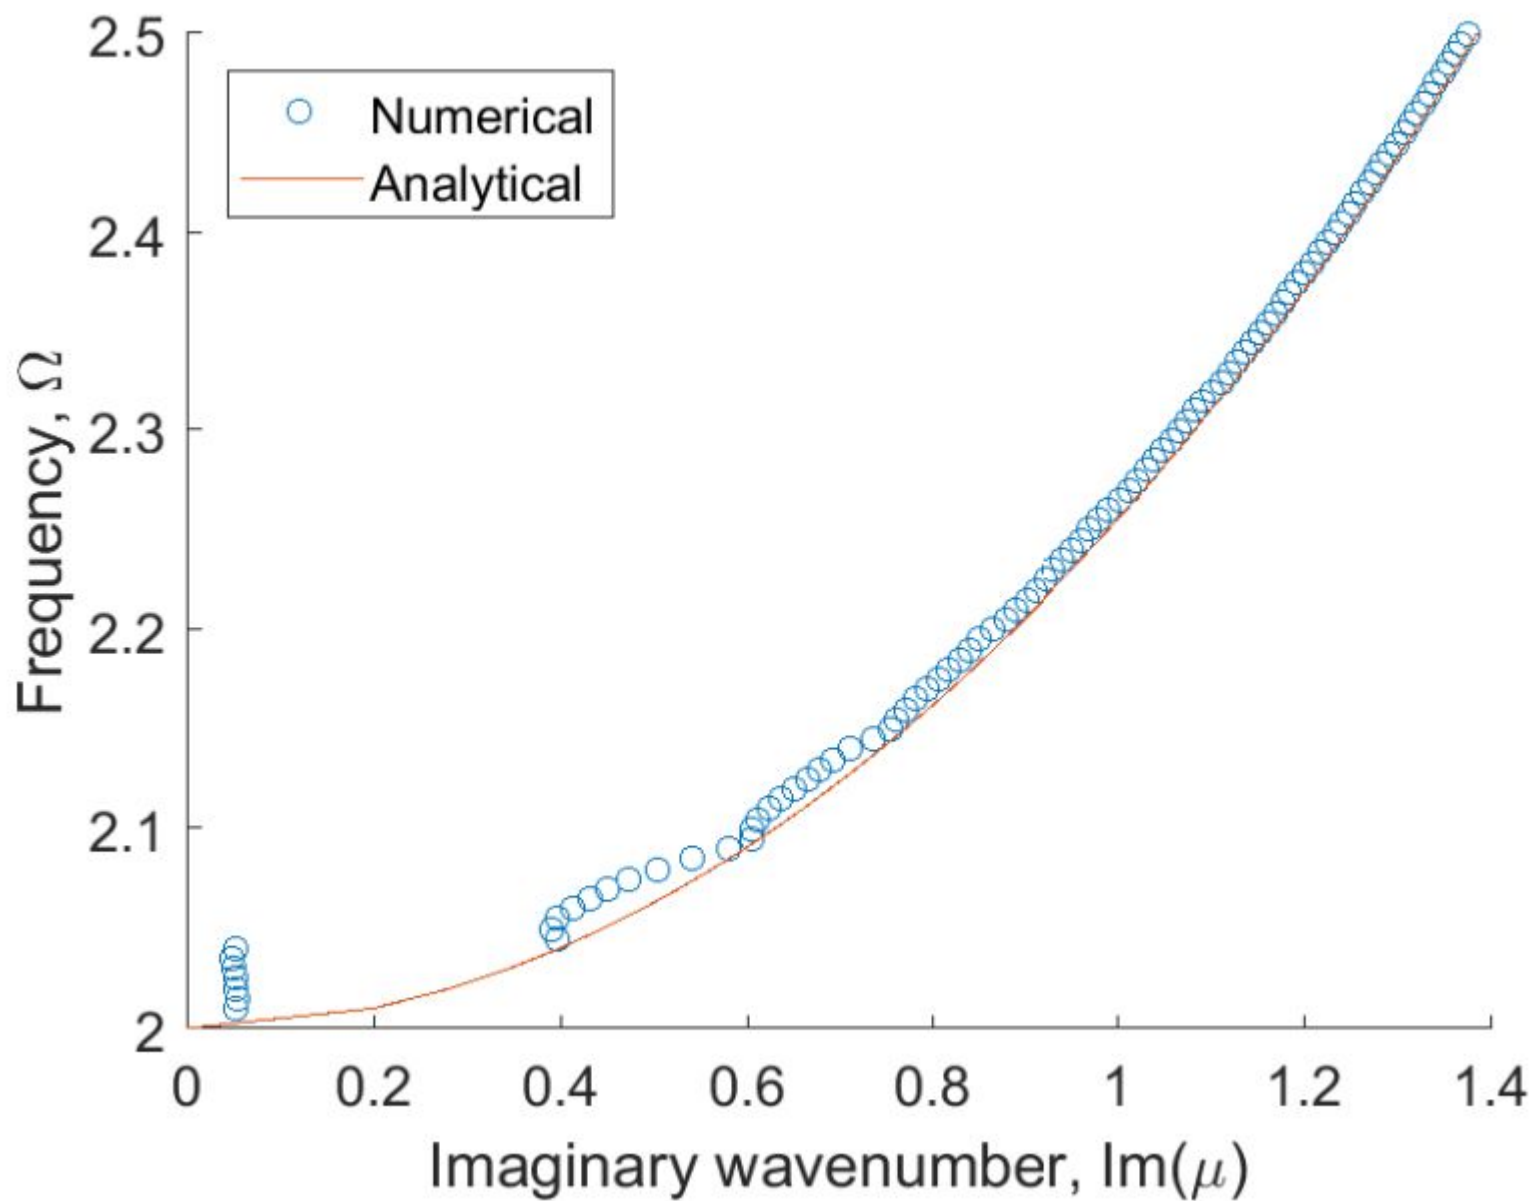 2.5
Numerical
Analytical
2.4
2.3
2.2
2.1
2
Frequency, Ω
0 0.2 0.4 0.6 0.8 1 1.2 1.4
Imaginary wavenumber, Im(μ)